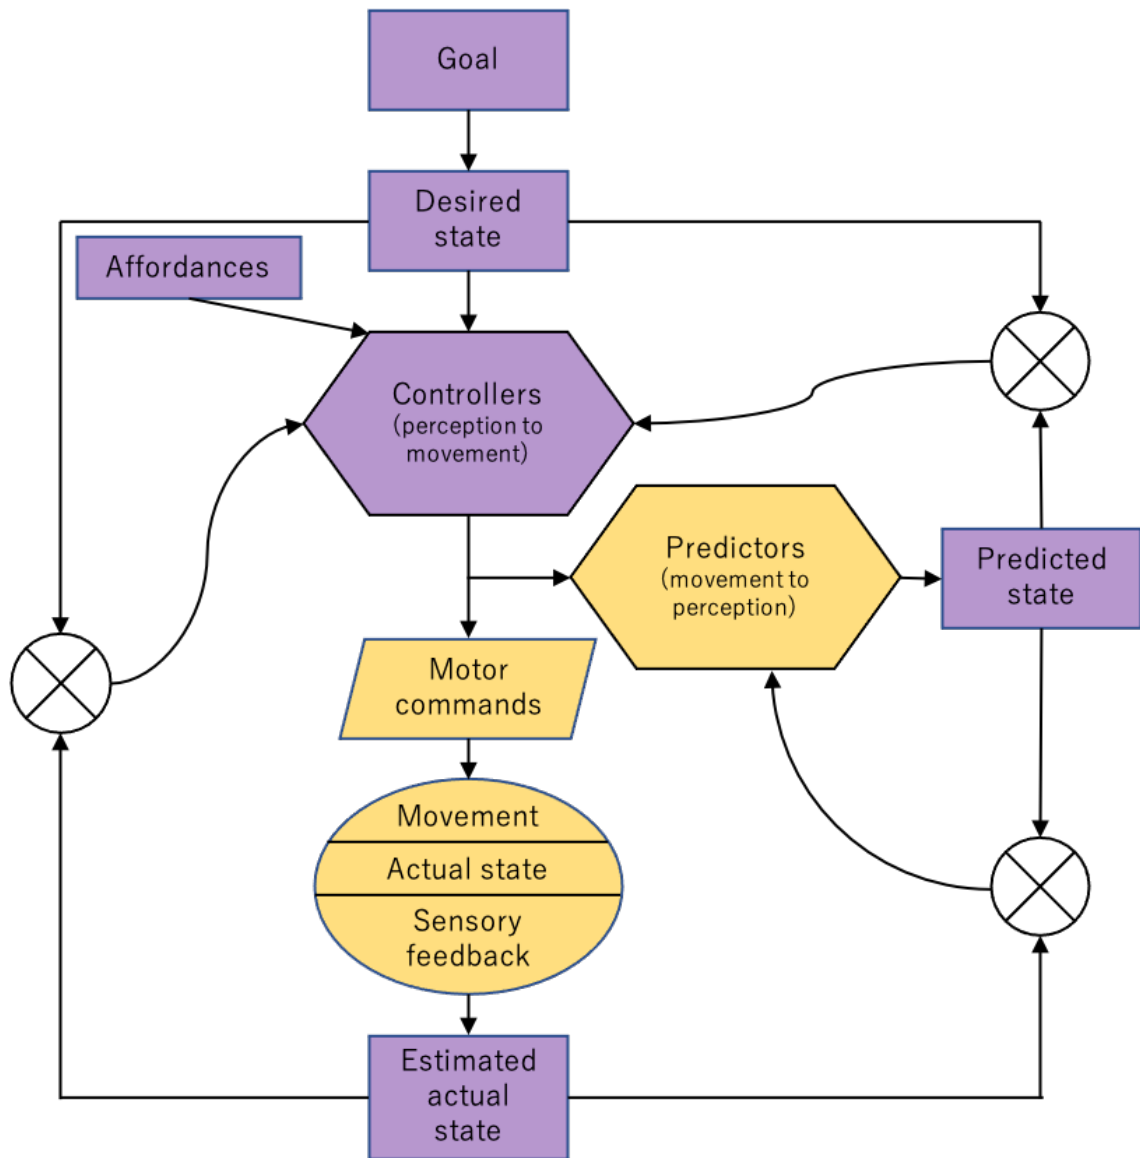 Goal
Desired
state
Affordances
Controllers
(perception to
movement)
Predictors
(movement to
perception)
Predicted
state
Motor
commands
Movement
Actual state
Sensory
feedback
Estimated
actual
state